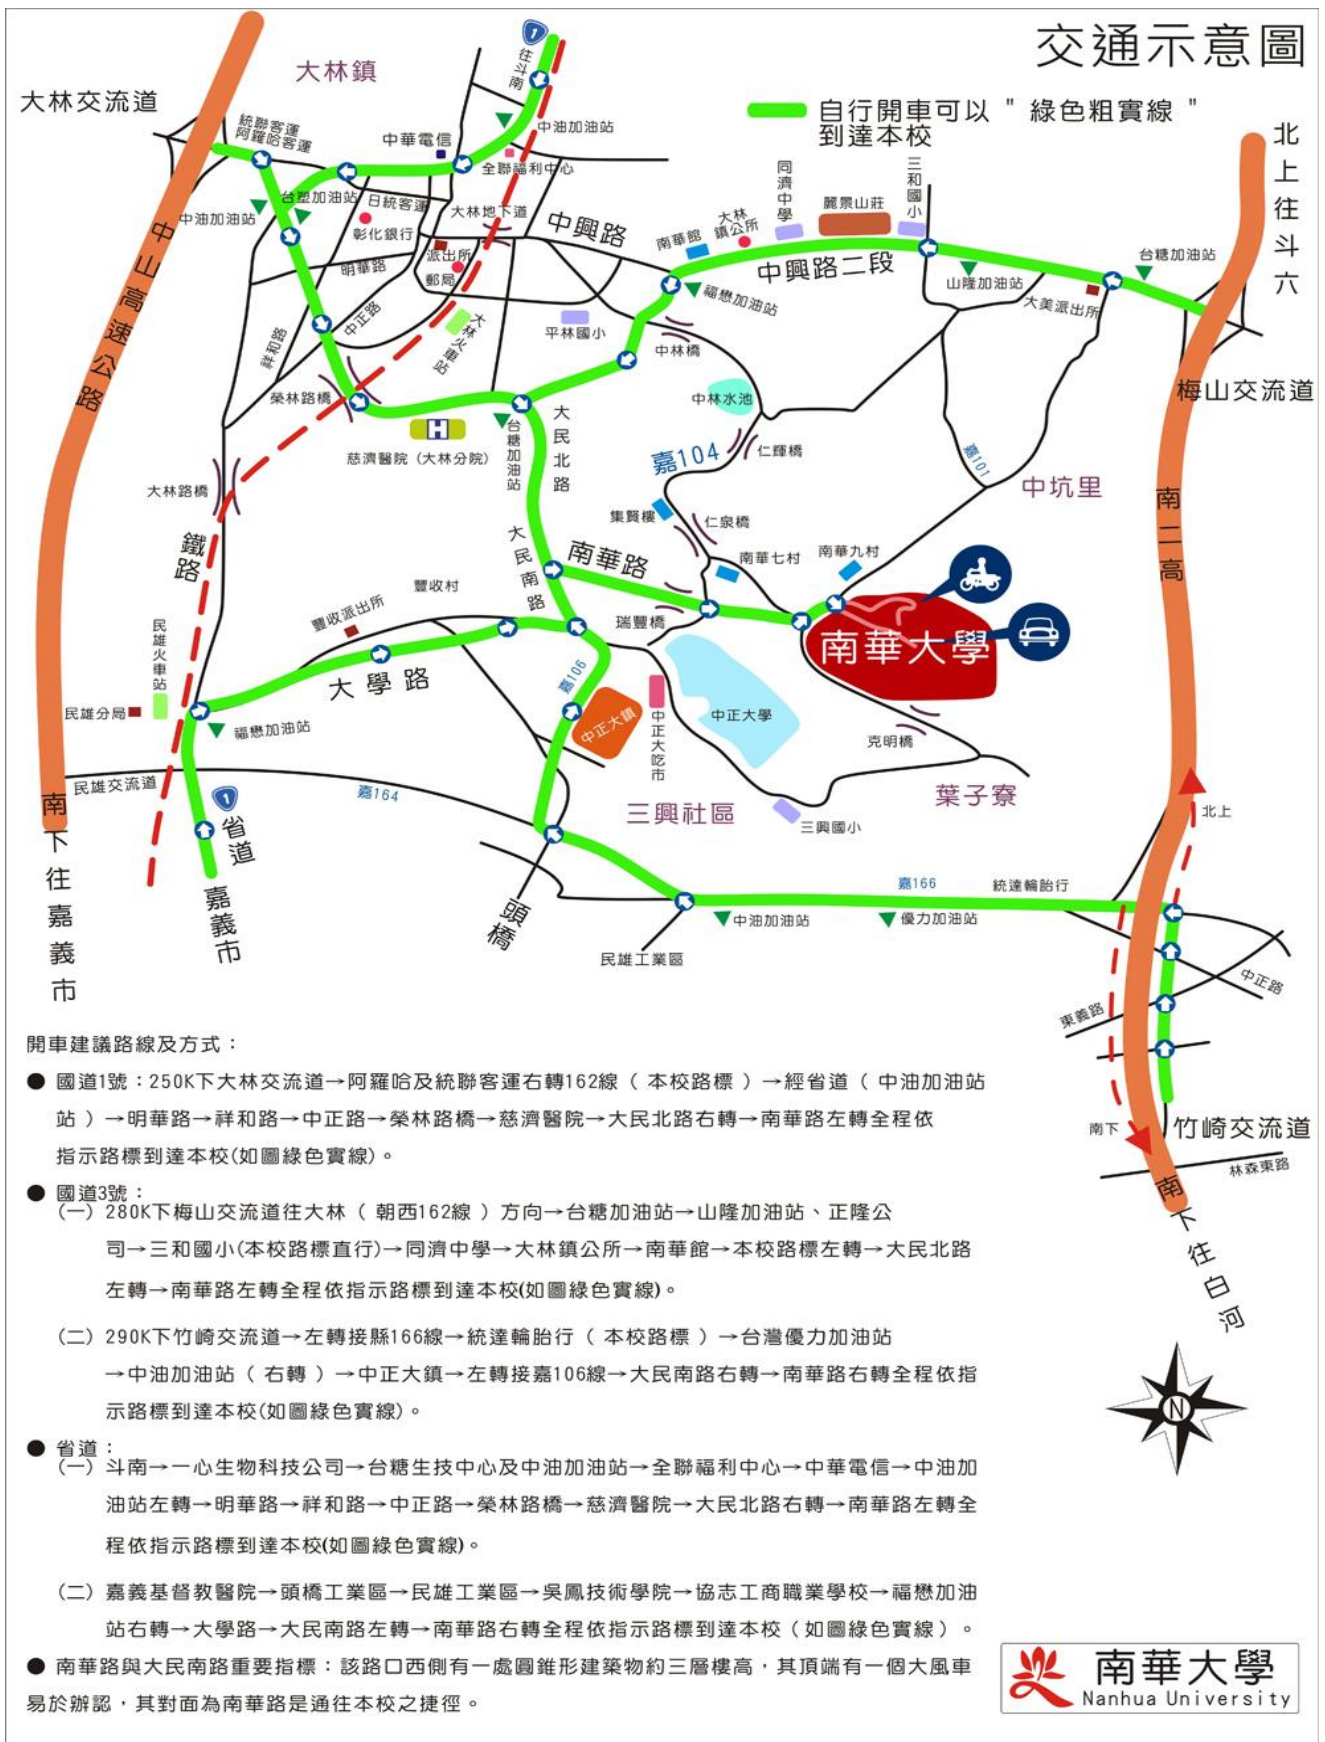 交通示意圖
自行開車可以 " 綠色粗實線 "
到達本校
大林鎮
大林交流道
統聯客運
阿羅哈客運
1
往斗南
中油加油站
中華電信
全聯福利中心
台塑加油站
日統客運
中油加油站
彰化銀行
大林地下道
派出所
郵局
明華路
中正路
祥和路
大林火車站
中山高速公路
中興路
南華館
大林
鎮公所
同濟中學
麗景山莊
三和國小
中興路二段
福懋加油站
山隆加油站
大美派出所
台糖加油站
北上往斗六
平林國小
中林橋
中林水池
梅山交流道
榮林路橋
慈濟醫院（大林分院）
H
台糖加油站
大民北路
嘉104
仁輝橋
嘉101
中坑里
大林路橋
集賢樓
仁泉橋
南二高
鐵路
大民南路
南華路
南華七村
南華九村
豐收村
豐收派出所
瑞豐橋
南華大學
民雄火車站
大學路
嘉106
民雄分局
福懋加油站
中正大鎮
中正大吃市
中正大學
克明橋
民雄交流道
嘉164
三興社區
三興國小
葉子寮
北上
1
省道
南下往嘉義市
嘉義市
頭橋
嘉166
統達輪胎行
中油加油站
優力加油站
民雄工業區
中正路
東義路
南下
竹崎交流道
林森東路
南下往白河
開車建議路線及方式：
● 國道1號：250K下大林交流道→阿羅哈及統聯客運右轉162線（ 本校路標 ）→經省道（ 中油加油站
站 ）→明華路→祥和路→中正路→榮林路橋→慈濟醫院→大民北路右轉→南華路左轉全程依
指示路標到達本校(如圖綠色實線)。
● 國道3號：
(一) 280K下梅山交流道往大林（ 朝西162線 ）方向→台糖加油站→山隆加油站、正隆公
司→三和國小(本校路標直行)→同濟中學→大林鎮公所→南華館→本校路標左轉→大民北路
左轉→南華路左轉全程依指示路標到達本校(如圖綠色實線)。
(二) 290K下竹崎交流道→左轉接縣166線→統達輪胎行（ 本校路標 ）→台灣優力加油站
→中油加油站（ 右轉 ）→中正大鎮→左轉接嘉106線→大民南路右轉→南華路右轉全程依指
示路標到達本校(如圖綠色實線)。
● 省道：
(一) 斗南→一心生物科技公司→台糖生技中心及中油加油站→全聯福利中心→中華電信→中油加
油站左轉→明華路→祥和路→中正路→榮林路橋→慈濟醫院→大民北路右轉→南華路左轉全
程依指示路標到達本校(如圖綠色實線)。
(二) 嘉義基督教醫院→頭橋工業區→民雄工業區→吳鳳技術學院→協志工商職業學校→福懋加油
站右轉→大學路→大民南路左轉→南華路右轉全程依指示路標到達本校（如圖綠色實線）。
● 南華路與大民南路重要指標：該路口西側有一處圓錐形建築物約三層樓高，其頂端有一個大風車
易於辦認，其對面為南華路是通往本校之捷徑。
N
南華大學
Nanhua University